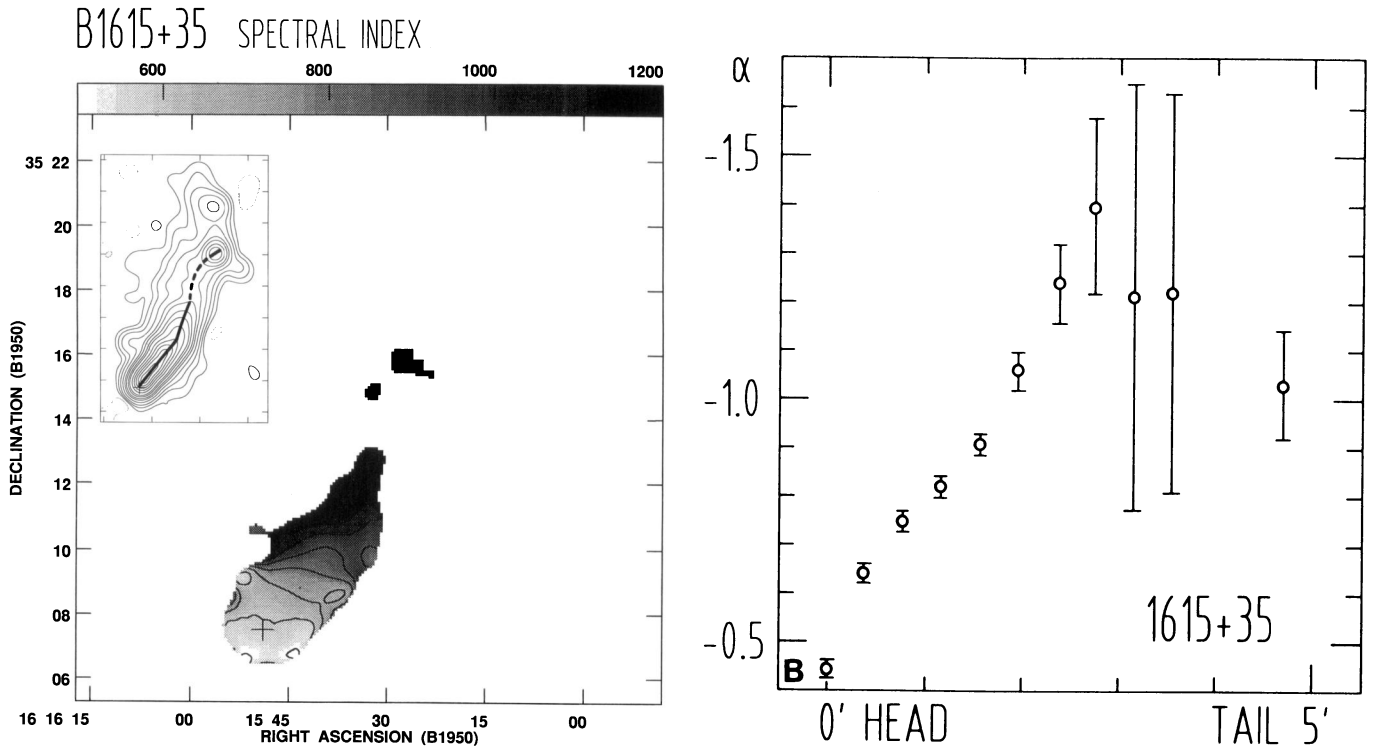 B1615+35 SPECTRAL INDEX
600 800 1000 1200
35 22
20
18
16
14
12
10
08
06
DECLINATION (B1950)
16 16 15 00 15 45 30 15 00
RIGHT ASCENSION (B1950)
α
-1.5
-1.0
-0.5
1615+35
B
0' HEAD TAIL 5'